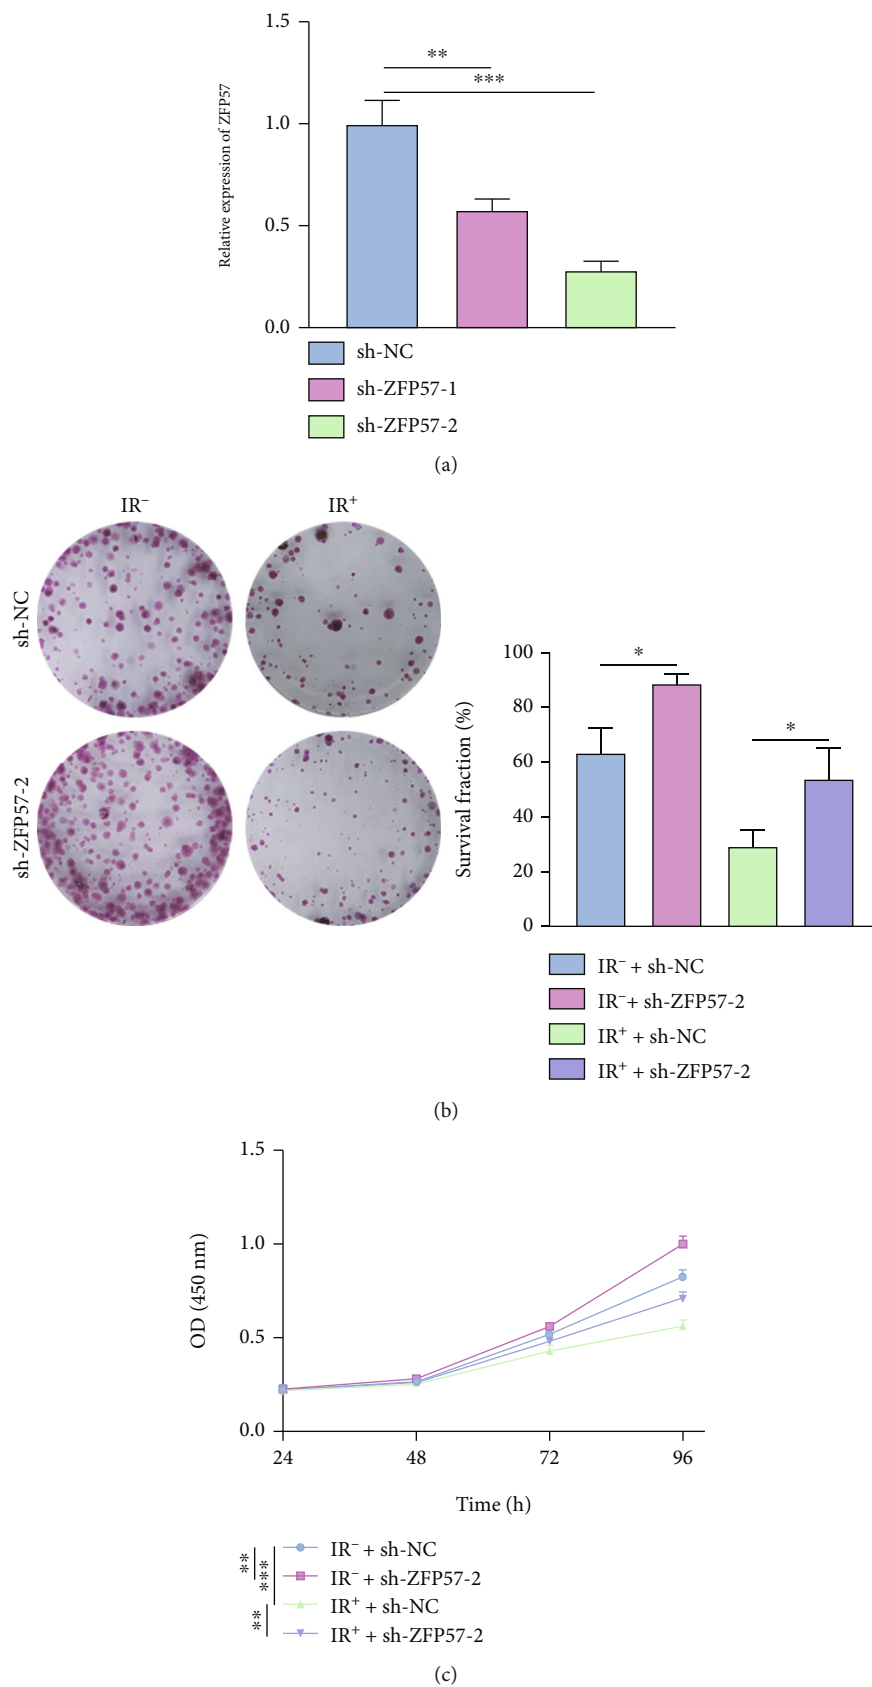 1.5
**
***
1.0
Relative expression of ZFP57
0.5
0.0
sh-NC
sh-ZFP57-1
sh-ZFP57-2
(a)
IR⁻ IR⁺
sh-NC
sh-ZFP57-2
100
80
60
40
20
0
Survival fraction (%)
*
*
IR⁻ + sh-NC
IR⁻+ sh-ZFP57-2
IR⁺ + sh-NC
IR⁺ + sh-ZFP57-2
(b)
1.5
1.0
0.5
0.0
OD (450 nm)
24 48 72 96
Time (h)
**
***
**
IR⁻ + sh-NC
IR⁻ + sh-ZFP57-2
IR⁺ + sh-NC
IR⁺ + sh-ZFP57-2
(c)